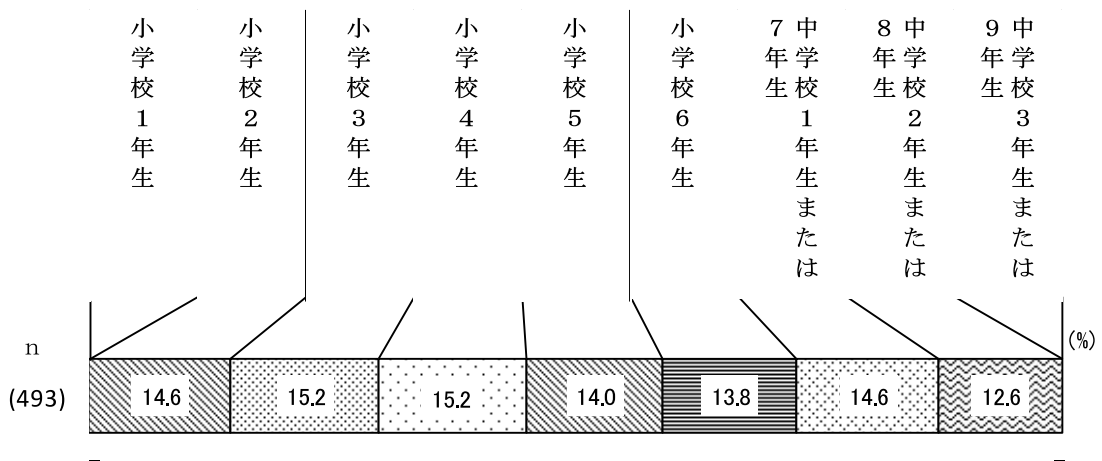 小学校1年生
小学校2年生
小学校3年生
小学校4年生
小学校5年生
小学校6年生
中学校1年生または
7年生
中学校2年生または
8年生
中学校3年生または
9年生
(%)
n
(493)
14.6
15.2
15.2
14.0
13.8
14.6
12.6